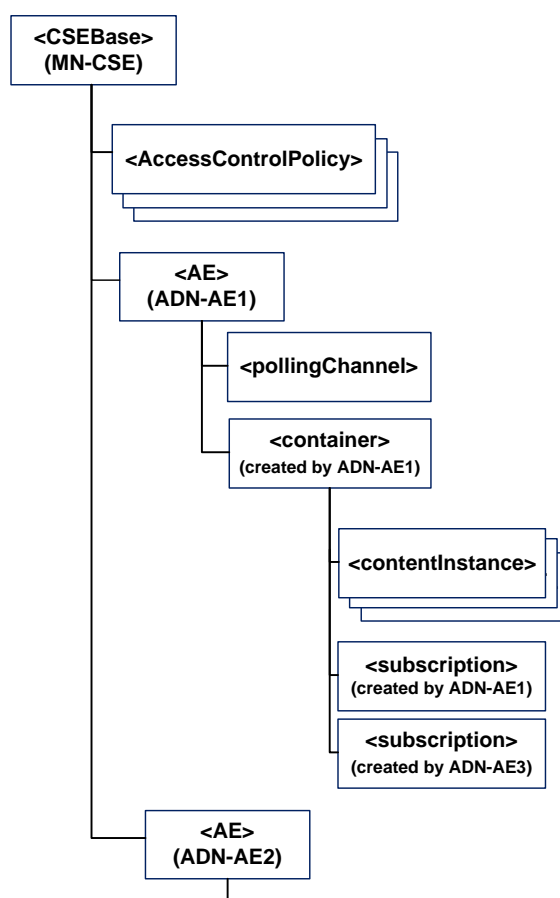 <CSEBase>
(MN-CSE)
<AccessControlPolicy>
<AE>
(ADN-AE1)
<pollingChannel>
<container>
(created by ADN-AE1)
<contentInstance>
<subscription>
(created by ADN-AE1)
<subscription>
(created by ADN-AE3)
<AE>
(ADN-AE2)